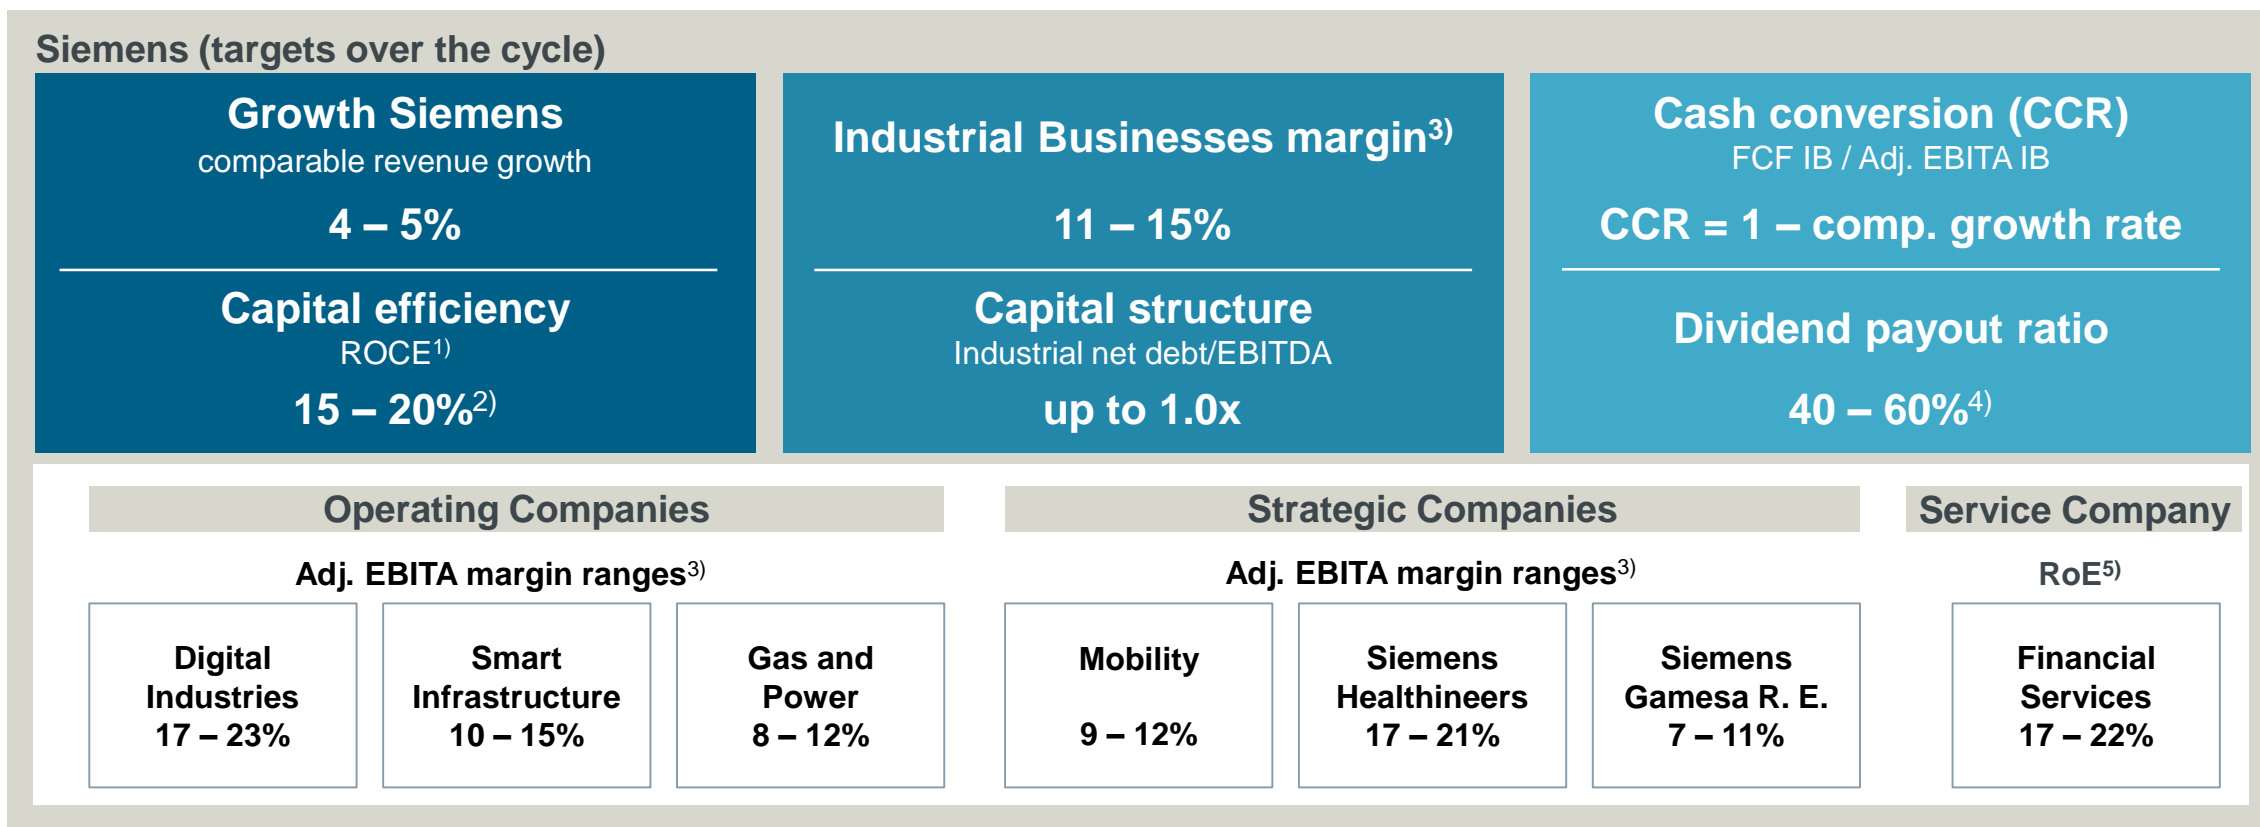 Siemens (targets over the cycle)
Growth Siemens
comparable revenue growth
4 – 5%
Capital efficiency
ROCE1)
15 – 20%2)
Industrial Businesses margin3)
11 – 15%
Capital structure
Industrial net debt/EBITDA
up to 1.0x
Cash conversion (CCR)
FCF IB / Adj. EBITA IB
CCR = 1 – comp. growth rate
Dividend payout ratio
40 – 60%4)
Operating Companies
Adj. EBITA margin ranges3)
Digital
Industries
17 – 23%
Smart
Infrastructure
10 – 15%
Gas and
Power
8 – 12%
Strategic Companies
Adj. EBITA margin ranges3)
Mobility
9 – 12%
Siemens
Healthineers
17 – 21%
Siemens
Gamesa R. E.
7 – 11%
Service Company
RoE5)
Financial
Services
17 – 22%